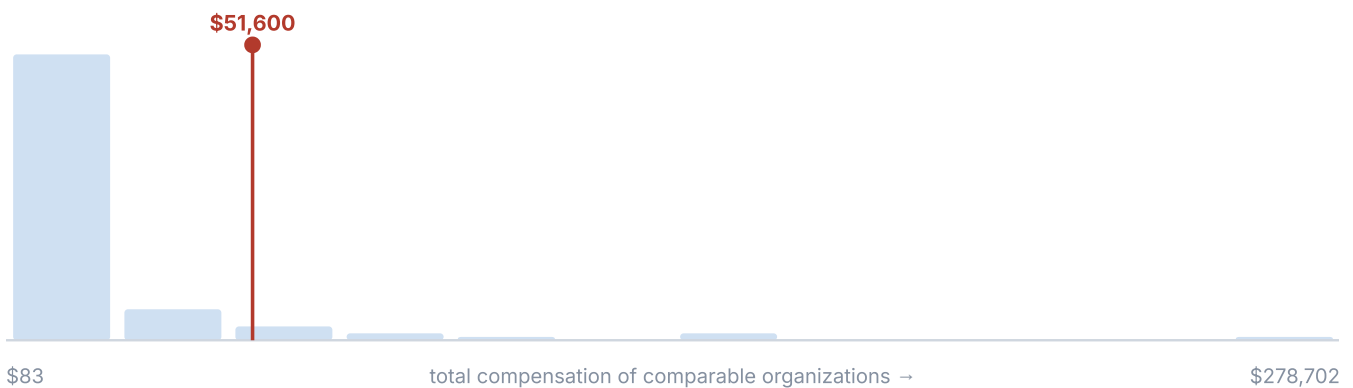 $51,600
$83 total compensation of comparable organizations → $278,702